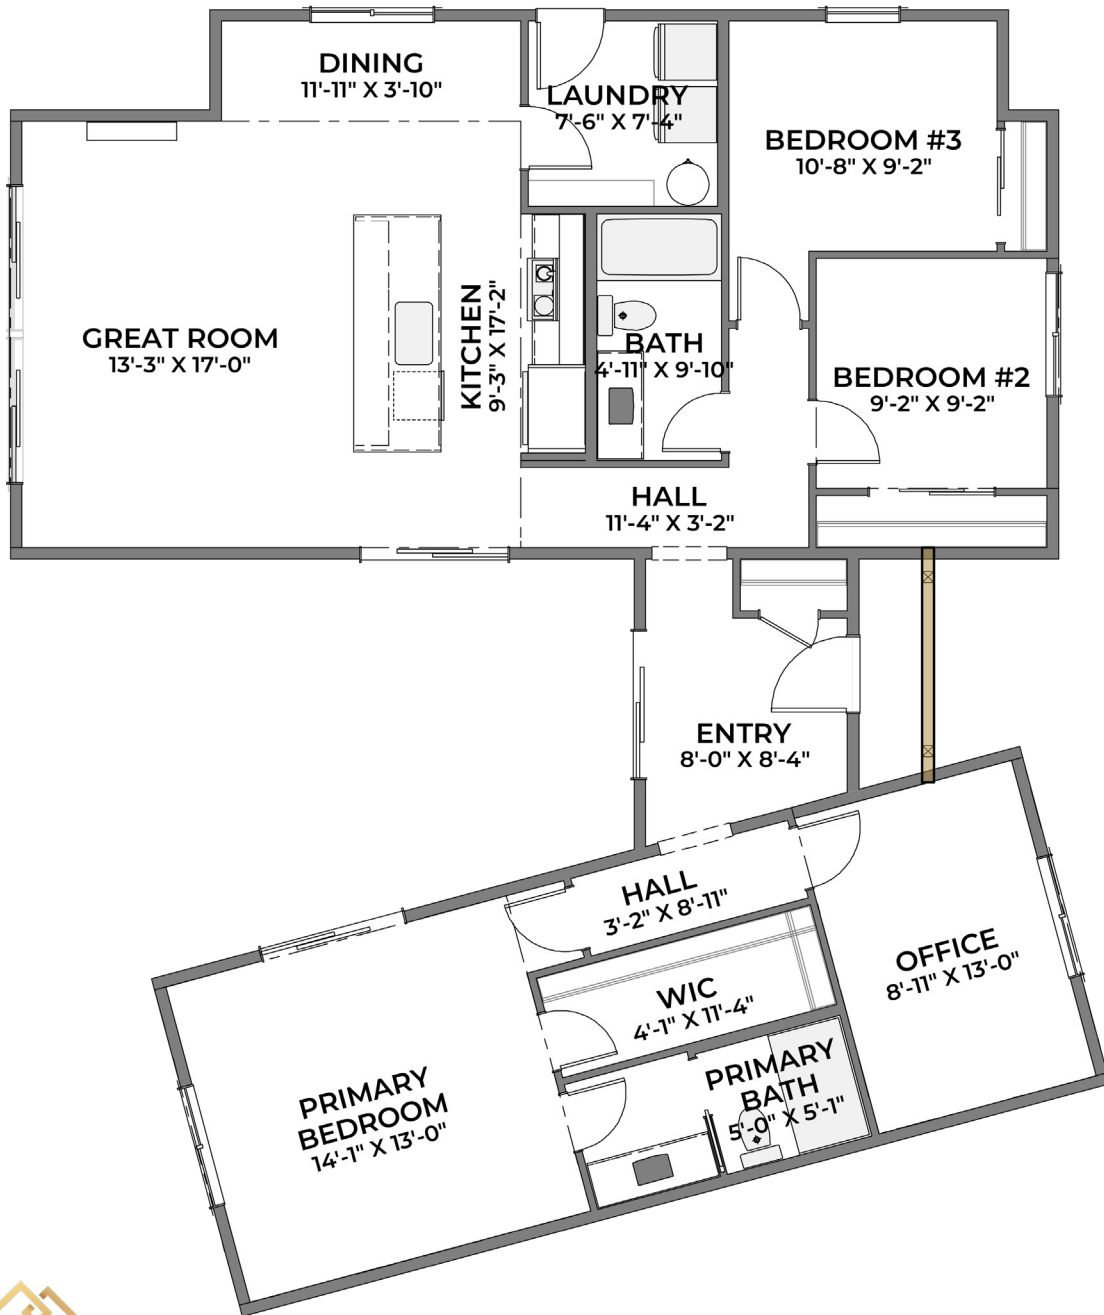 DINING
11'-11" X 3'-10"
LAUNDRY
7'-6" X 7'-4"
BEDROOM #3
10'-8" X 9'-2"
GREAT ROOM
13'-3" X 17'-0"
KITCHEN
9'-3" X 17'-2"
BATH
4'-11" X 9'-10"
BEDROOM #2
9'-2" X 9'-2"
HALL
11'-4" X 3'-2"
ENTRY
8'-0" X 8'-4"
HALL
3'-2" X 8'-11"
OFFICE
8'-11" X 13'-0"
WIC
4'-1" X 11'-4"
PRIMARY
BATH
5'-0" X 5'-1"
PRIMARY
BEDROOM
14'-1" X 13'-0"